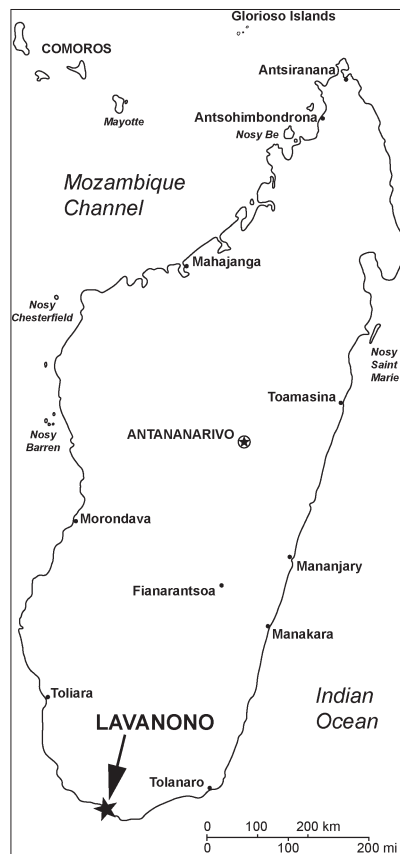 Glorioso Islands
COMOROS
Antsiranana
Mayotte
Antsohimbondrona
Nosy Be
Mozambique
Channel
Mahajanga
Nosy
Chesterfield
Nosy
Saint
Marie
Toamasina
ANTANANARIVO
Nosy
Barren
Morondava
Mananjary
Fianarantsoa
Manakara
Toliara
Indian
Ocean
LAVANONO
Tolanaro
0 100 200 km
0 100 200 mi